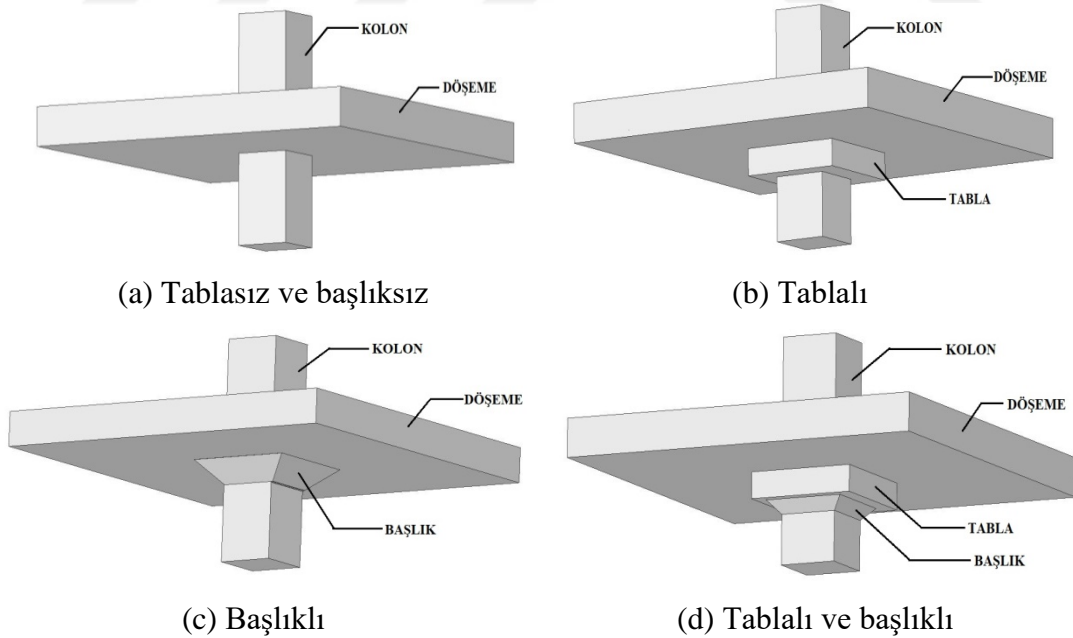 KOLON
DÖŞEME
(a) Tablasız ve başlıksız
KOLON
DÖŞEME
TABLA
(b) Tablalı
KOLON
DÖŞEME
BAŞLIK
(c) Başlıklı
KOLON
DÖŞEME
TABLA
BAŞLIK
(d) Tablalı ve başlıklı